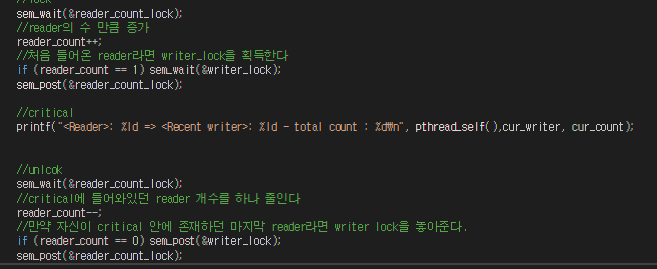 //lock
sem_wait(&reader_count_lock);
//reader의 수 만큼 증가
reader_count++;
//처음 들어온 reader라면 writer_lock을 획득한다
if (reader_count == 1) sem_wait(&writer_lock);
sem_post(&reader_count_lock);
//critical
printf("<Reader>: %ld => <Recent writer>: %ld - total count : %d₩n", pthread_self(),cur_writer, cur_count);
//unlcok
sem_wait(&reader_count_lock);
//critical에 들어와있던 reader 개수를 하나 줄인다
reader_count--;
//만약 자신이 critical 안에 존재하던 마지막 reader라면 writer lock을 놓아준다.
if (reader_count == 0) sem_post(&writer_lock);
sem_post(&reader_count_lock);